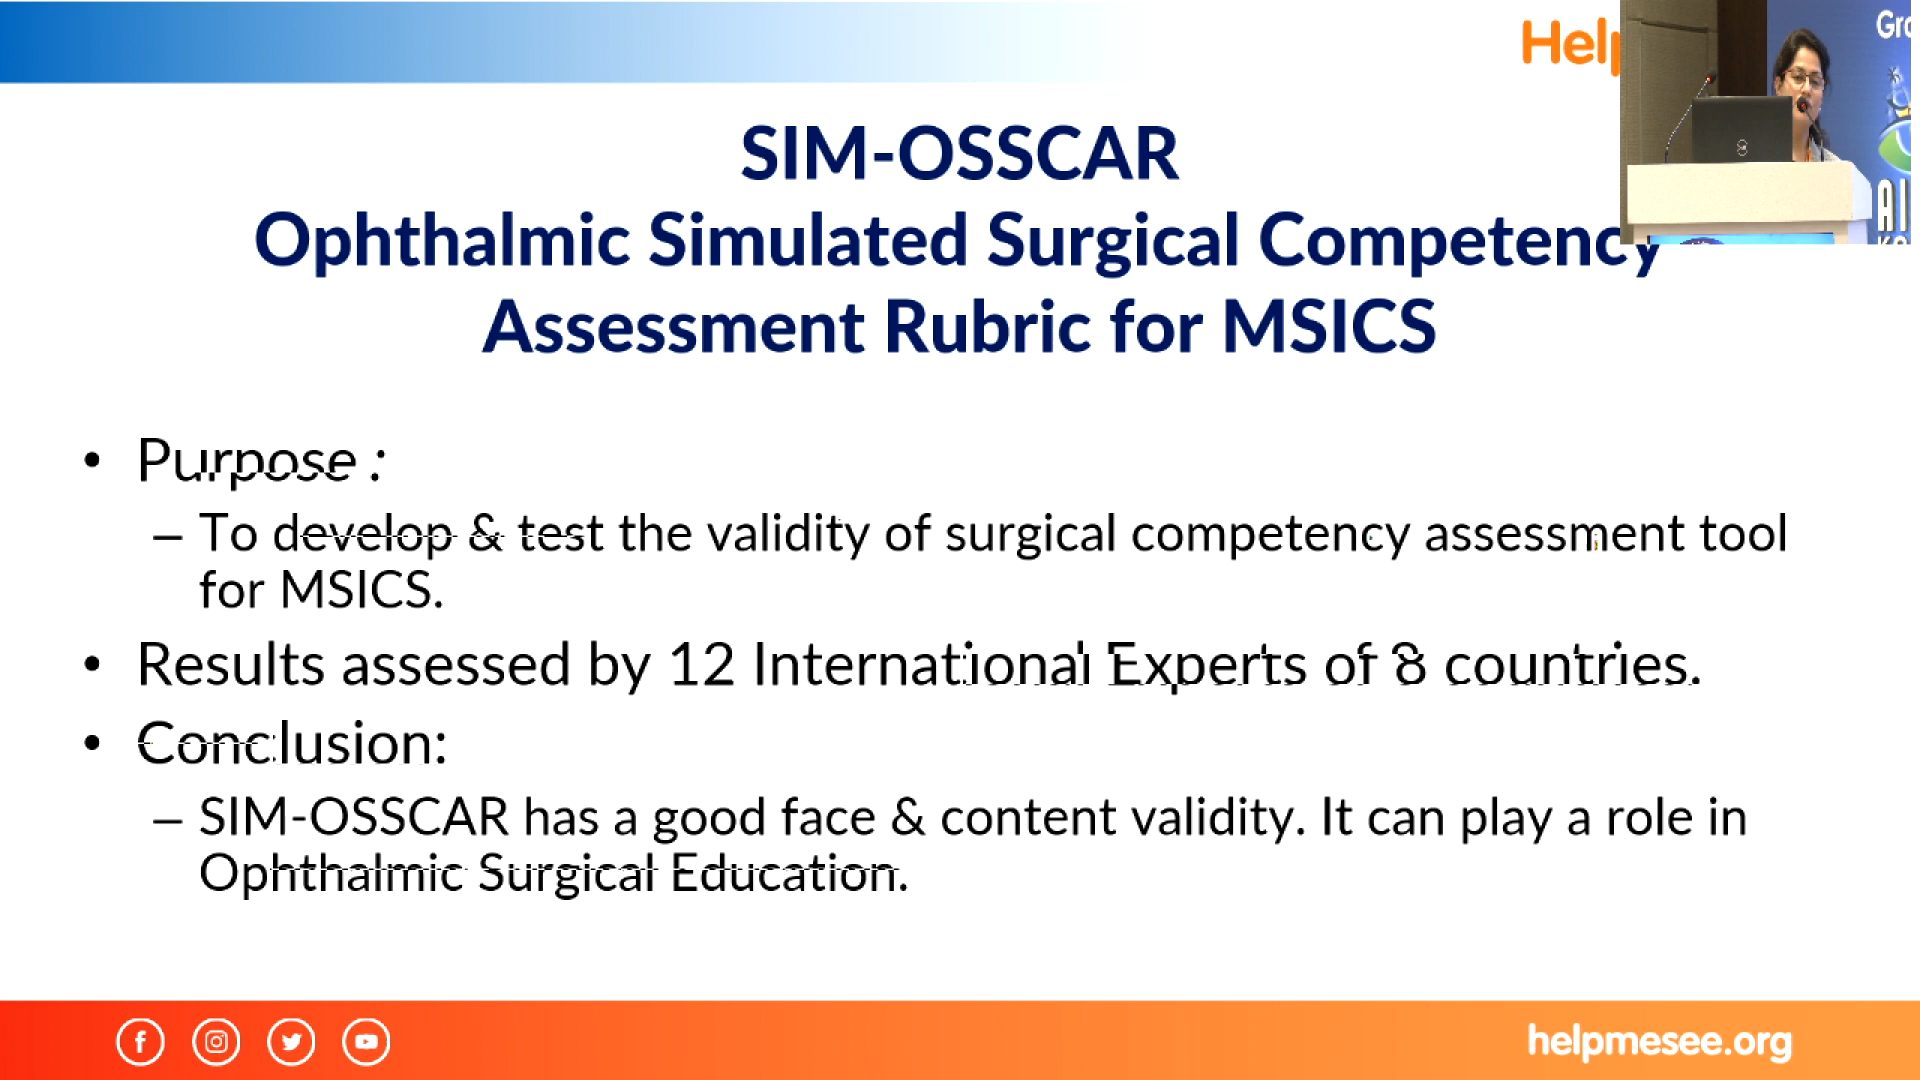 Help
SIM-OSSCAR
Ophthalmic Simulated Surgical Competency
Assessment Rubric for MSICS
• Purpose :
– To develop & test the validity of surgical competency assessment tool
for MSICS.
• Results assessed by 12 International Experts of 8 countries.
• Conclusion:
– SIM-OSSCAR has a good face & content validity. It can play a role in
Ophthalmic Surgical Education.
helpmesee.org